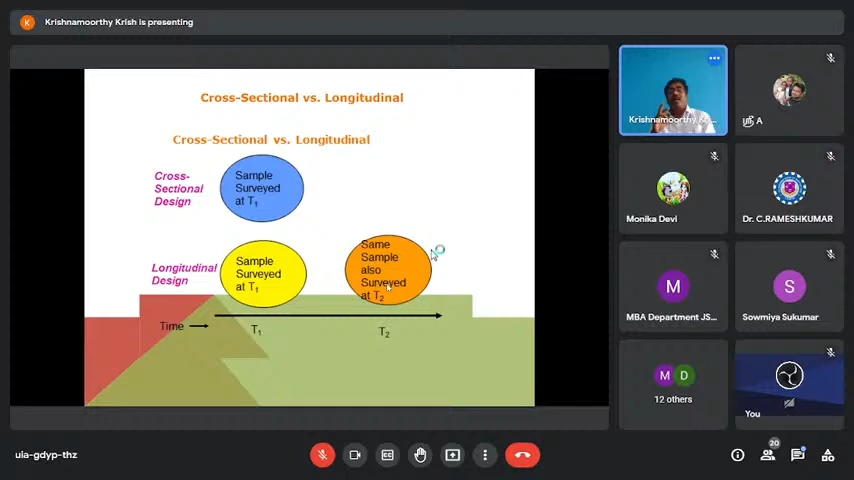 K
Krishnamoorthy Krish is presenting
Cross-Sectional vs. Longitudinal
Cross-Sectional vs. Longitudinal
Cross-
Sectional
Design
Sample
Surveyed
at T1
Longitudinal
Design
Sample
Surveyed
at T1
Same
Sample
also
Surveyed
at T2
Time
T1
T2
Krishnamoorthy K...
ஸ்ரீ A
Monika Devi
Dr. C.RAMESHKUMAR
M
MBA Department JS...
S
Sowmiya Sukumar
M
D
12 others
You
uia-gdyp-thz
CC
20